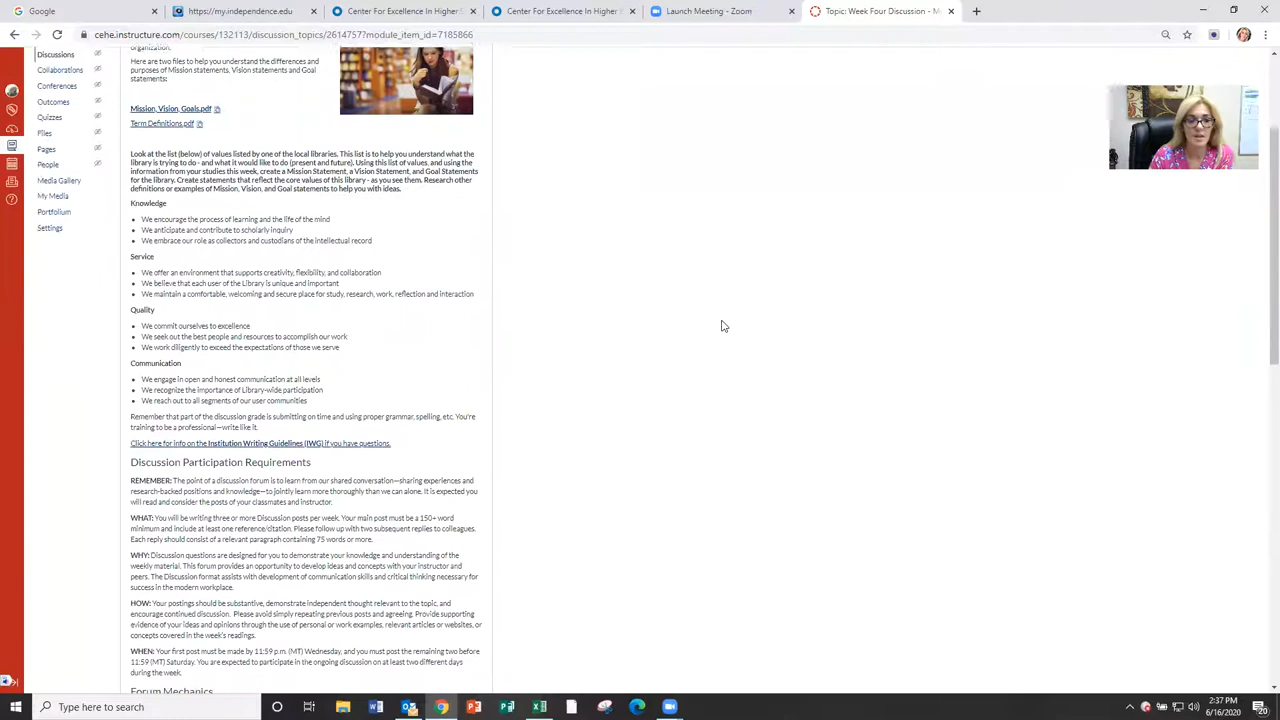 Google
https://myindependence.edu
Center For Excellence In Higher
Center For Excellence In Higher
Launch Meeting - Zoom
Topic: Week Four Discussion - M
cehe.instructure.com/courses/132113/discussion_topics/2614757?module_item_id=7185866
Discussions
Collaborations
Conferences
Outcomes
Quizzes
Files
Pages
People
Media Gallery
My Media
Portfolium
Settings
organization.
Here are two files to help you understand the differences and
purposes of Mission statements, Vision statements and Goal
statements:
Mission, Vision, Goals.pdf
Term Definitions.pdf
Look at the list (below) of values listed by one of the local libraries. This list is to help you understand what the
library is trying to do - and what it would like to do (present and future). Using this list of values, and using the
information from your studies this week, create a Mission Statement, a Vision Statement, and Goal Statements
for the library. Create statements that reflect the core values of this library - as you see them. Research other
definitions or examples of Mission, Vision, and Goal statements to help you with ideas.
Knowledge
• We encourage the process of learning and the life of the mind
• We anticipate and contribute to scholarly inquiry
• We embrace our role as collectors and custodians of the intellectual record
Service
• We offer an environment that supports creativity, flexibility, and collaboration
• We believe that each user of the Library is unique and important
• We maintain a comfortable, welcoming and secure place for study, research, work, reflection and interaction
Quality
• We commit ourselves to excellence
• We seek out the best people and resources to accomplish our work
• We work diligently to exceed the expectations of those we serve
Communication
• We engage in open and honest communication at all levels
• We recognize the importance of Library-wide participation
• We reach out to all segments of our user communities
Remember that part of the discussion grade is submitting on time and using proper grammar, spelling, etc. You're
training to be a professional—write like it.
Click here for info on the Institution Writing Guidelines (IWG) if you have questions.
Discussion Participation Requirements
REMEMBER: The point of a discussion forum is to learn from our shared conversation—sharing experiences and
research-backed positions and knowledge—to jointly learn more thoroughly than we can alone. It is expected you
will read and consider the posts of your classmates and instructor.
WHAT: You will be writing three or more Discussion posts per week. Your main post must be a 150+ word
minimum and include at least one reference/citation. Please follow up with two subsequent replies to colleagues.
Each reply should consist of a relevant paragraph containing 75 words or more.
WHY: Discussion questions are designed for you to demonstrate your knowledge and understanding of the
weekly material. This forum provides an opportunity to develop ideas and concepts with your instructor and
peers. The Discussion format assists with development of communication skills and critical thinking necessary for
success in the modern workplace.
HOW: Your postings should be substantive, demonstrate independent thought relevant to the topic, and
encourage continued discussion. Please avoid simply repeating previous posts and agreeing. Provide supporting
evidence of your ideas and opinions through the use of personal or work examples, relevant articles or websites, or
concepts covered in the week's readings.
WHEN: Your first post must be made by 11:59 p.m. (MT) Wednesday, and you must post the remaining two before
11:59 (MT) Saturday. You are expected to participate in the ongoing discussion on at least two different days
during the week.
Forum Mechanics
Type here to search
2:37 PM
6/16/2020
20